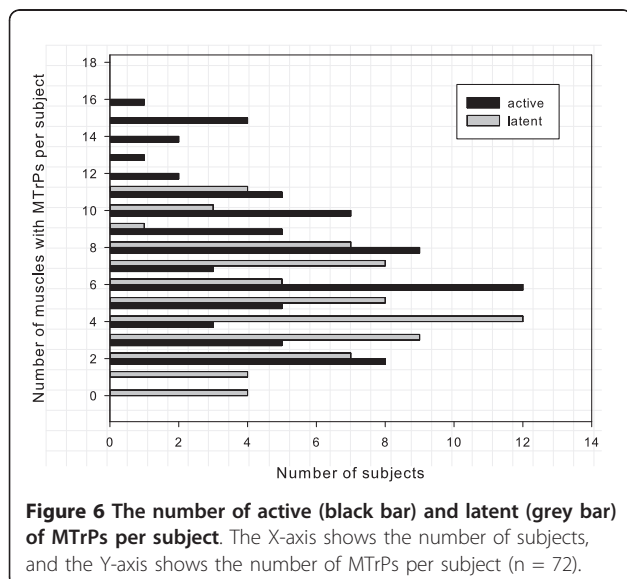 Number of muscles with MTrPs per subject
18
16
14
12
10
8
6
4
2
0
active
latent
0 2 4 6 8 10 12 14
Number of subjects
Figure 6 The number of active (black bar) and latent (grey bar)
of MTrPs per subject. The X-axis shows the number of subjects,
and the Y-axis shows the number of MTrPs per subject (n = 72).